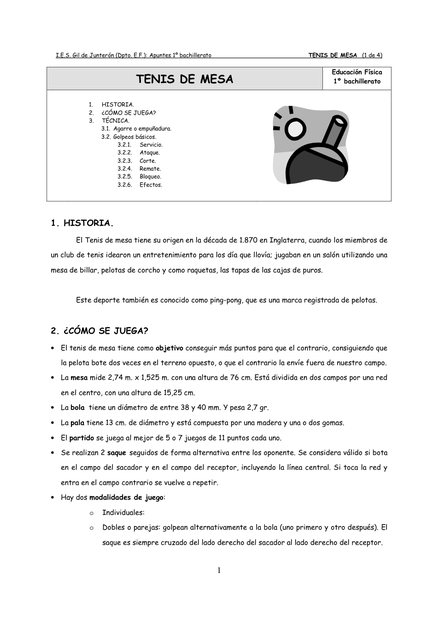 I.E.S. Gil de Junterón (Dpto. E.F.): Apuntes 1º bachillerato TENIS DE MESA (1 de 4)
TENIS DE MESA
Educación Física
1º bachillerato
1. HISTORIA.
2. ¿CÓMO SE JUEGA?
3. TÉCNICA.
3.1. Agarre o empuñadura.
3.2. Golpeos básicos.
3.2.1. Servicio.
3.2.2. Ataque.
3.2.3. Corte.
3.2.4. Remate.
3.2.5. Bloqueo.
3.2.6. Efectos.
1. HISTORIA.
El Tenis de mesa tiene su origen en la década de 1.870 en Inglaterra, cuando los miembros de
un club de tenis idearon un entretenimiento para los día que llovía; jugaban en un salón utilizando una
mesa de billar, pelotas de corcho y como raquetas, las tapas de las cajas de puros.
Este deporte también es conocido como ping-pong, que es una marca registrada de pelotas.
2. ¿CÓMO SE JUEGA?
• El tenis de mesa tiene como objetivo conseguir más puntos para que el contrario, consiguiendo que
la pelota bote dos veces en el terreno opuesto, o que el contrario la envíe fuera de nuestro campo.
• La mesa mide 2,74 m. x 1,525 m. con una altura de 76 cm. Está dividida en dos campos por una red
en el centro, con una altura de 15,25 cm.
• La bola tiene un diámetro de entre 38 y 40 mm. Y pesa 2,7 gr.
• La pala tiene 13 cm. de diámetro y está compuesta por una madera y una o dos gomas.
• El partido se juega al mejor de 5 o 7 juegos de 11 puntos cada uno.
• Se realizan 2 saque seguidos de forma alternativa entre los oponente. Se considera válido si bota
en el campo del sacador y en el campo del receptor, incluyendo la línea central. Si toca la red y
entra en el campo contrario se vuelve a repetir.
• Hay dos modalidades de juego:
o Individuales:
o Dobles o parejas: golpean alternativamente a la bola (uno primero y otro después). El
saque es siempre cruzado del lado derecho del sacador al lado derecho del receptor.
1